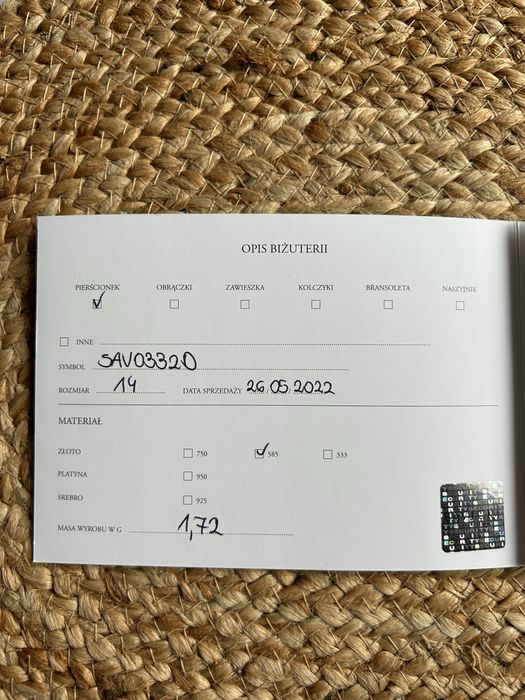 OPIS BIŻUTERII
PIERŚCIONEK OBRĄCZKI ZAWIESZKA KOLCZYKI BRANSOLETA NASZYJNIK
INNE
SYMBOL SAV0332D
ROZMIAR 14 DATA SPRZEDAŻY 26.05.2022
MATERIAŁ
ZŁOTO 750 585 333
PLATYNA 950
SREBRO 925
MASA WYROBU W G 1,72